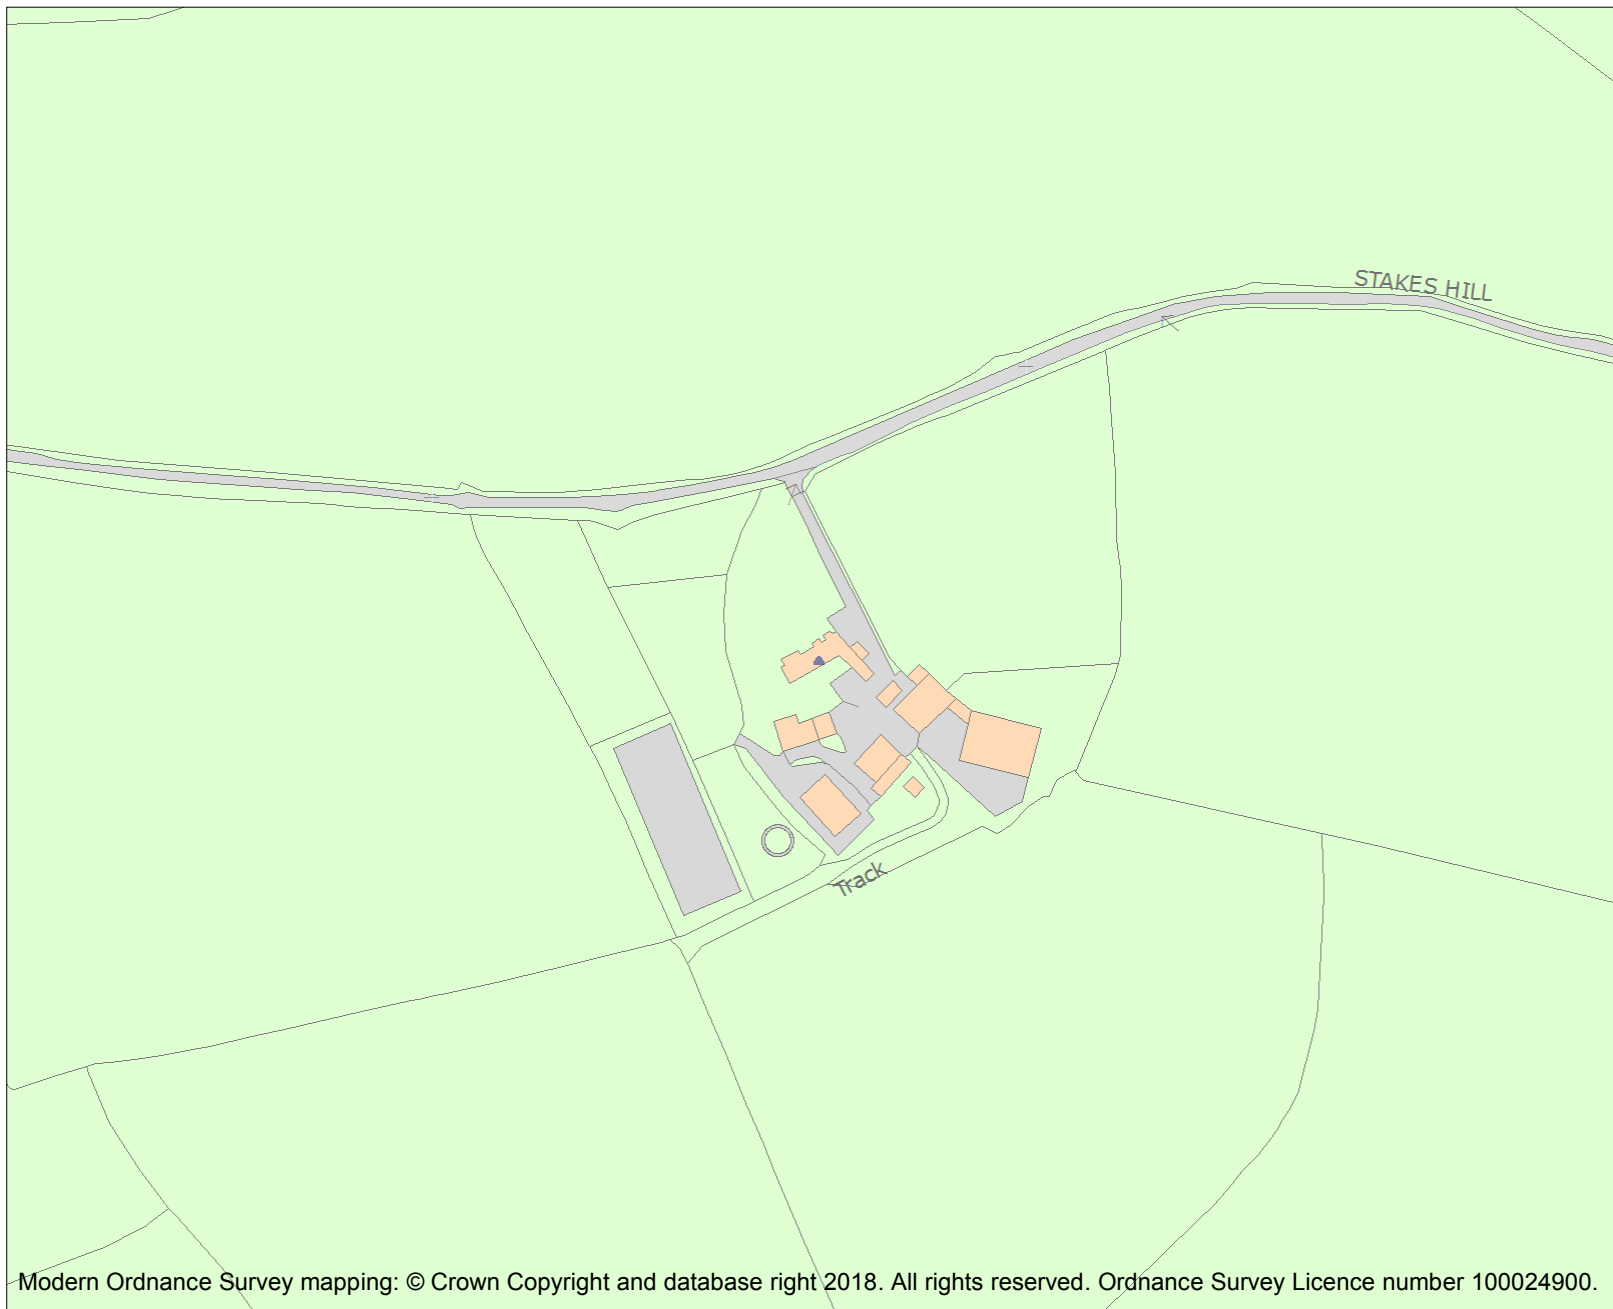 STAKES HILL
Track
Modern Ordnance Survey mapping: © Crown Copyright and database right 2018. All rights reserved. Ordnance Survey Licence number 100024900.